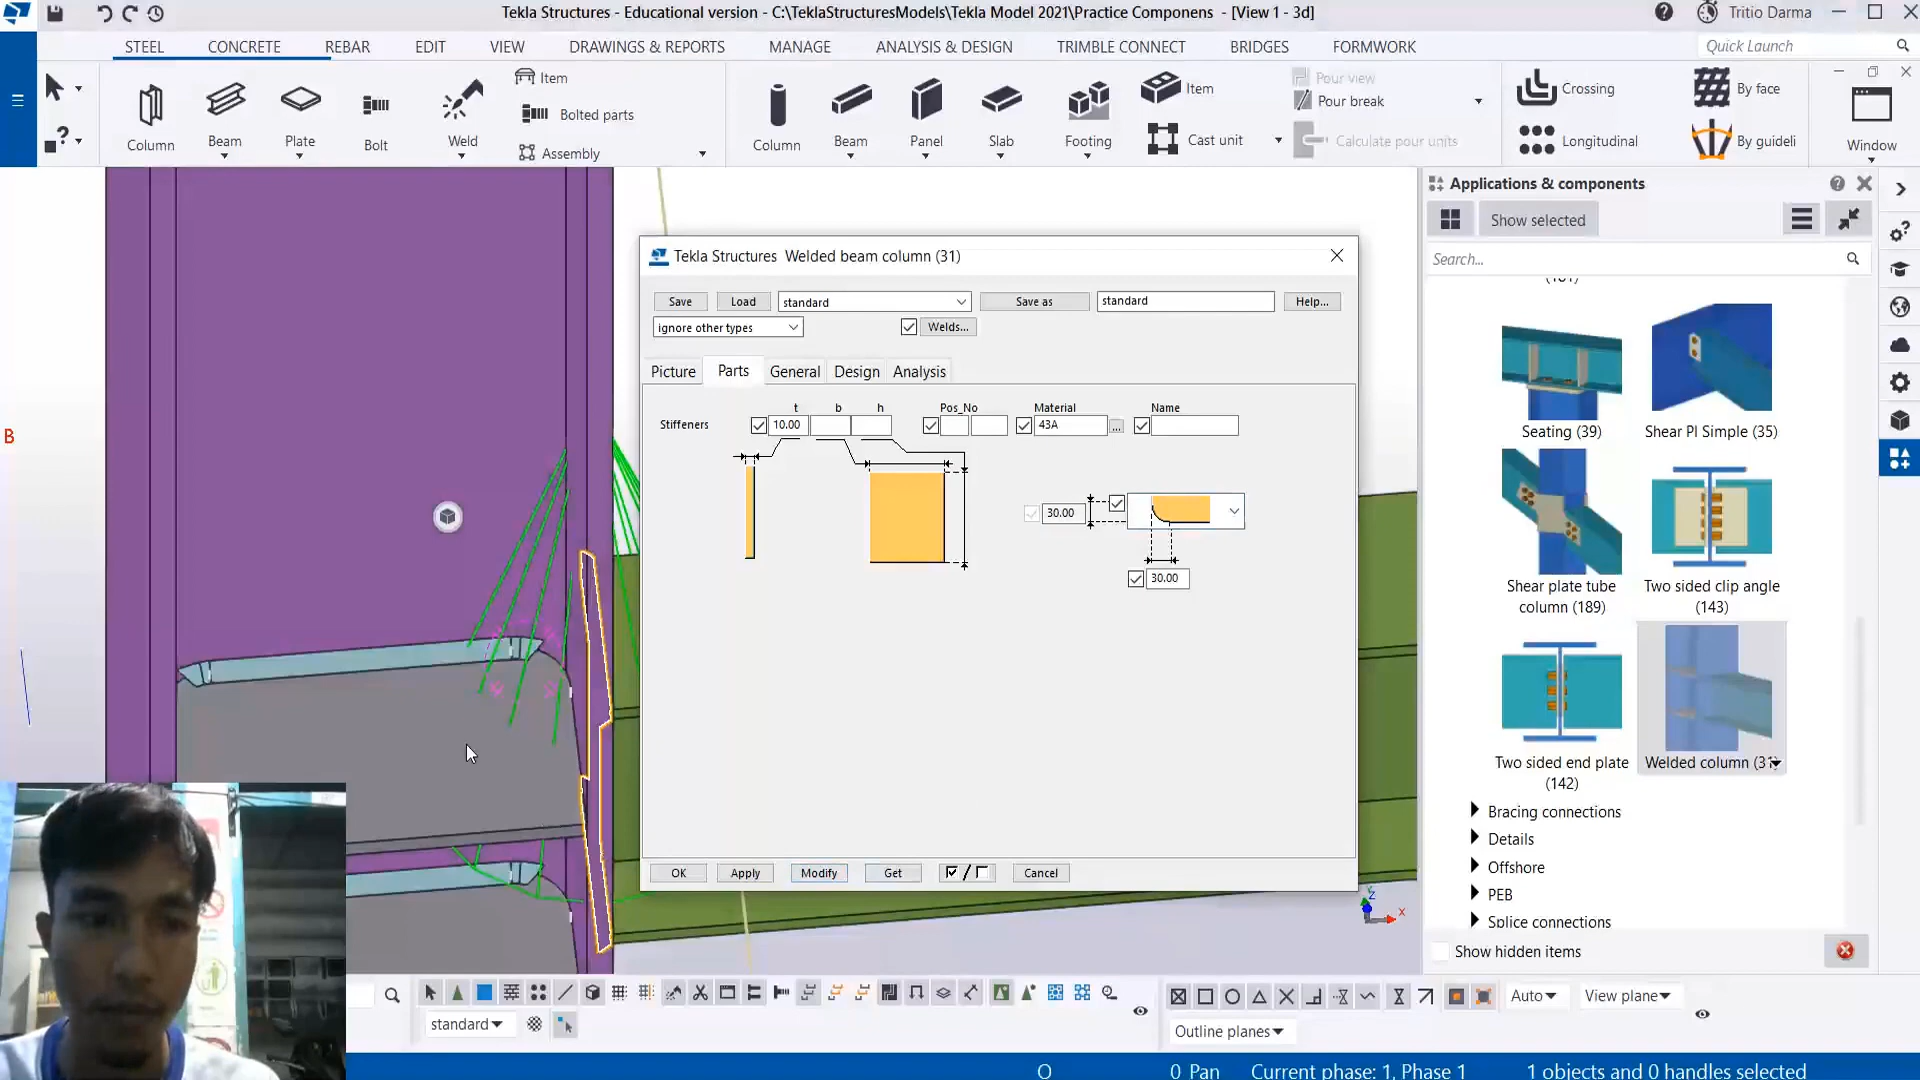 Tekla Structures - Educational version - C:\TeklaStructuresModels\Tekla Model 2021\Practice Componens - [View 1 - 3d]
Tritio Darma
STEEL CONCRETE REBAR EDIT VIEW DRAWINGS & REPORTS MANAGE ANALYSIS & DESIGN TRIMBLE CONNECT BRIDGES FORMWORK
Quick Launch
Column Beam Plate Bolt Weld
Item
Bolted parts
Assembly
Column Beam Panel Slab Footing
Item
Cast unit
Pour view
Pour break
Calculate pour units
Crossing
Longitudinal
By face
By guideli
Window
Applications & components
Show selected
Search...
(181)
Seating (39)
Shear Pl Simple (35)
Shear plate tube column (189)
Two sided clip angle (143)
Two sided end plate (142)
Welded column (31)
Bracing connections
Details
Offshore
PEB
Splice connections
Show hidden items
B
Tekla Structures Welded beam column (31)
Save Load standard Save as standard Help...
ignore other types Welds...
Picture Parts General Design Analysis
t b h Pos_No Material Name
Stiffeners 10.00 43A ...
30.00
30.00
OK Apply Modify Get / Cancel
Z
X
standard
Auto View plane
Outline planes
O 0 Pan Current phase: 1, Phase 1 1 objects and 0 handles selected